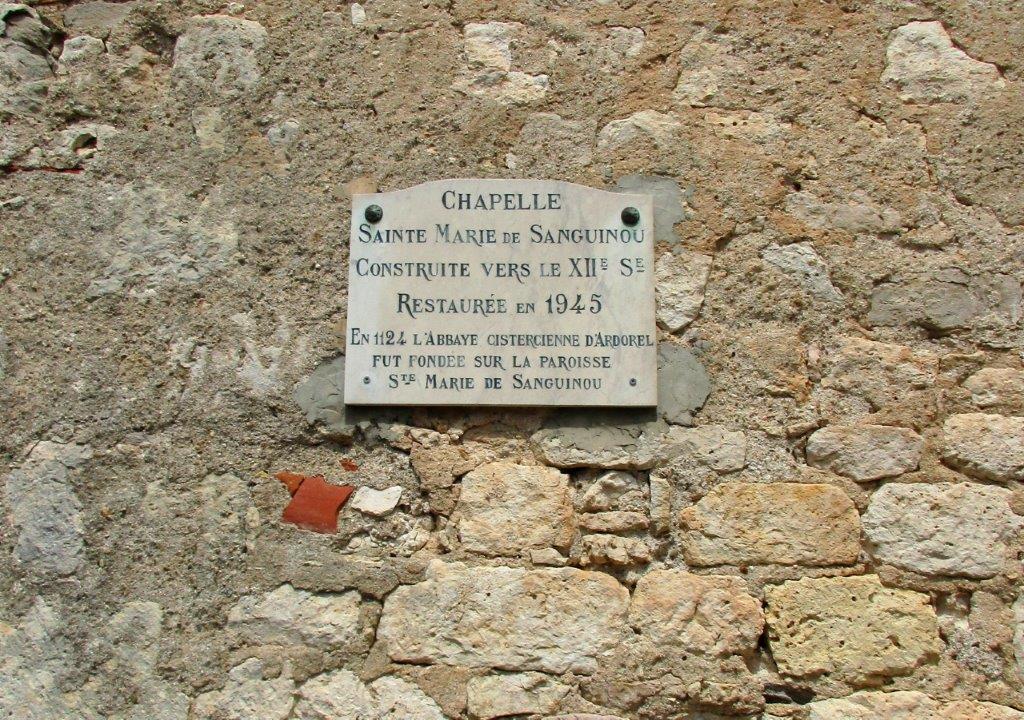 CHAPELLE
SAINTE MARIE DE SANGUINOU
CONSTRUITE VERS LE XIIE SE
RESTAURÉE EN 1945
EN 1124 L'ABBAYE CISTERCIENNE D'ARDOREL
FUT FONDÉE SUR LA PAROISSE
STE MARIE DE SANGUINOU